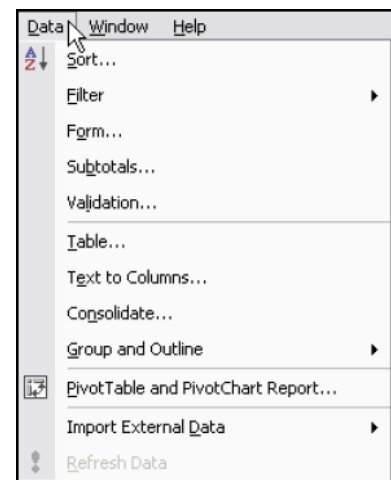 Data Window Help
Sort...
Filter
Form...
Subtotals...
Validation...
Table...
Text to Columns...
Consolidate...
Group and Outline
PivotTable and PivotChart Report...
Import External Data
Refresh Data